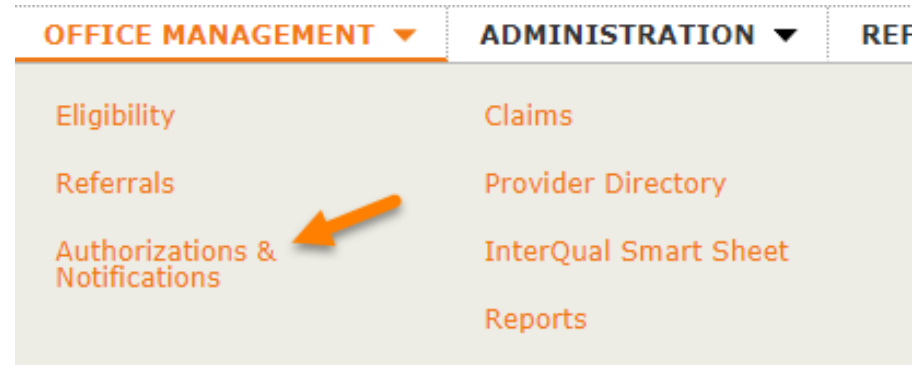 OFFICE MANAGEMENT ADMINISTRATION
Eligibility
Referrals
Authorizations &
Notifications
Claims
Provider Directory
InterQual Smart Sheet
Reports